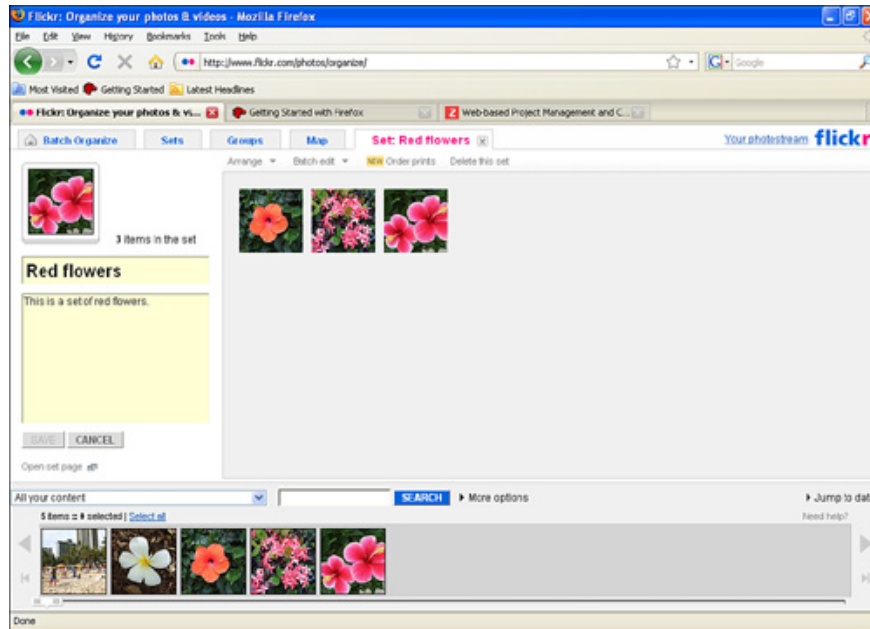 Flickr: Organize your photos & videos - Mozilla Firefox
File Edit View History Bookmarks Tools Help
http://www.flickr.com/photos/organize/
Google
Most Visited Getting Started Latest Headlines
Flickr: Organize your photos & vi... Getting Started with Firefox Web-based Project Management and C...
Batch Organize Sets Groups Map Set: Red flowers Your photostream flickr
Arrange Batch edit NEW Order prints Delete this set
3 items in the set
Red flowers
This is a set of red flowers.
SAVE CANCEL
Open set page
All your content SEARCH More options Jump to dat
5 items :: 0 selected | Select all Need help?
Done